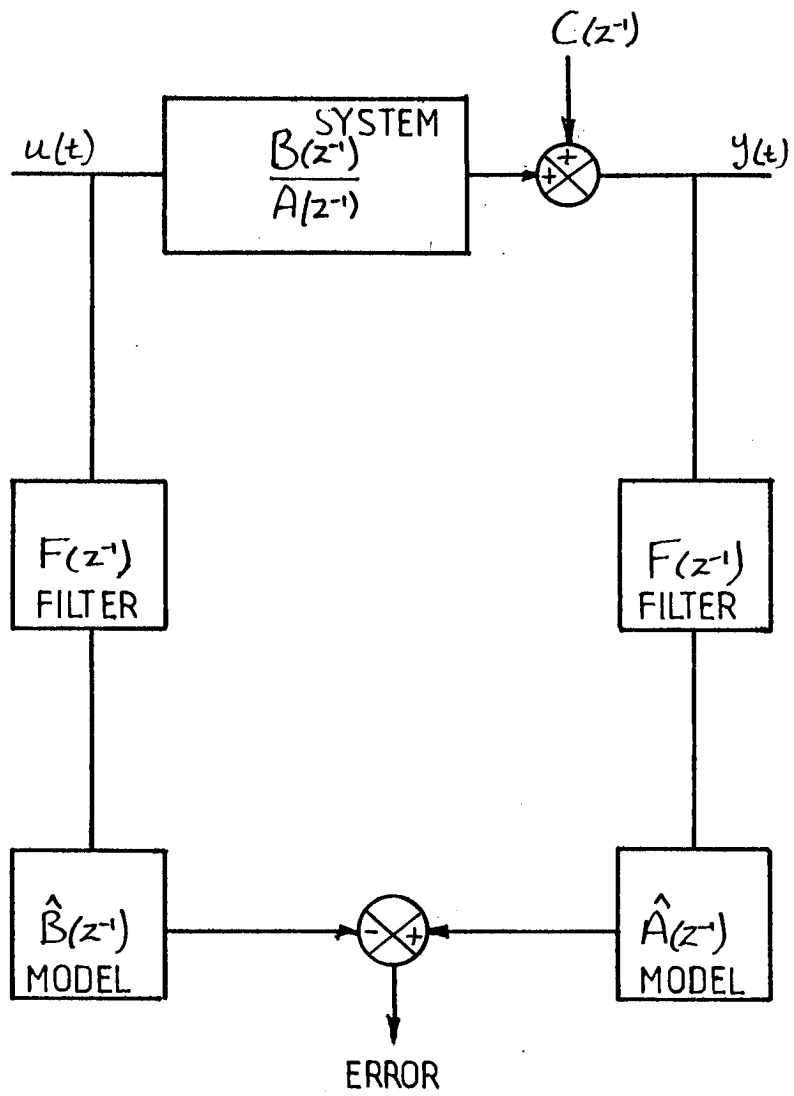 C(z⁻¹)
u(t)
SYSTEM
B(z⁻¹)
A(z⁻¹)
+
+
y(t)
F(z⁻¹)
FILTER
F(z⁻¹)
FILTER
B̂(z⁻¹)
MODEL
-
+
Â(z⁻¹)
MODEL
ERROR